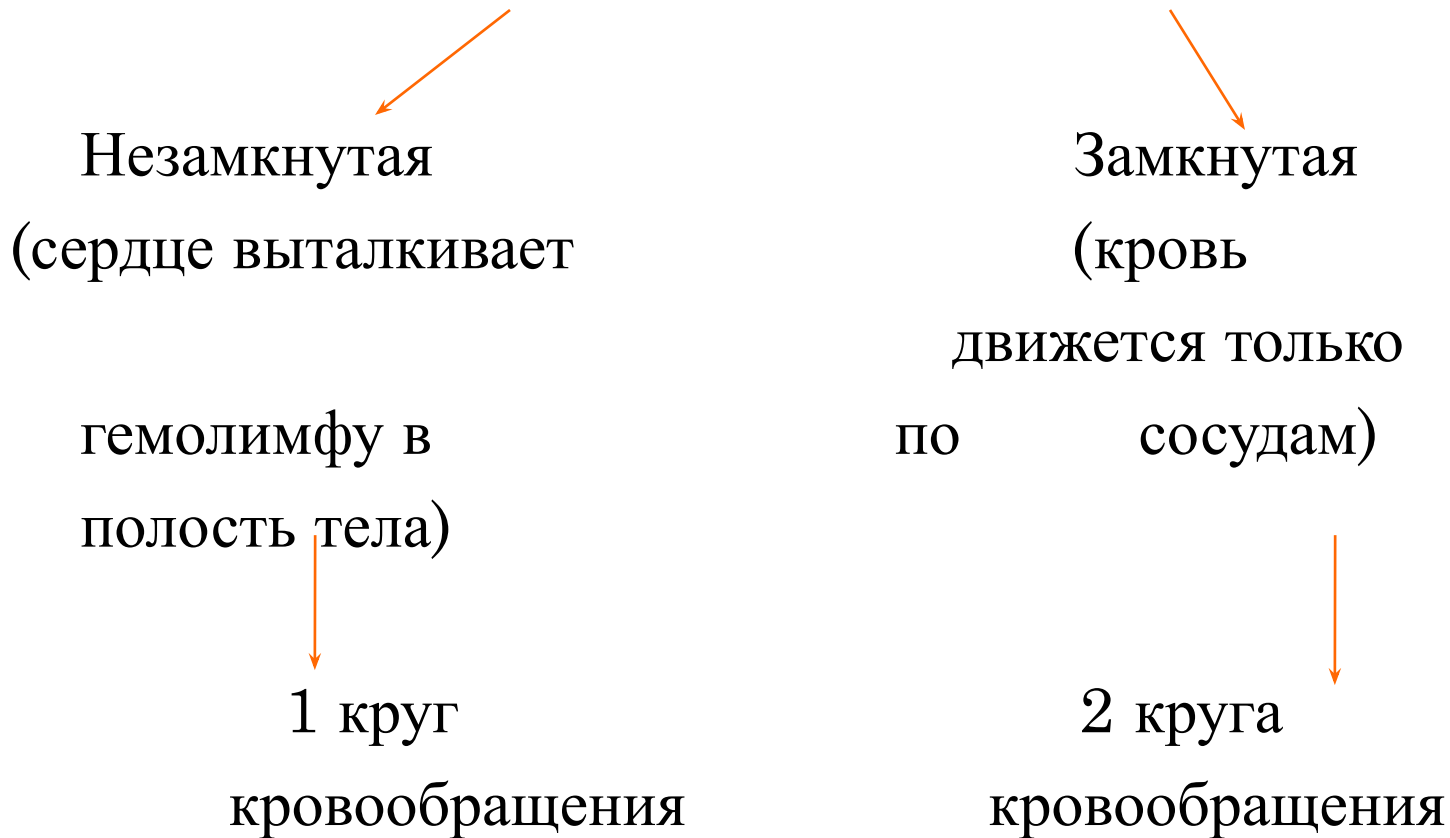 Незамкнутая Замкнутая
(сердце выталкивает (кровь
движется только
гемолимфу в по сосудам)
полость тела)
1 круг 2 круга
кровообращения кровообращения